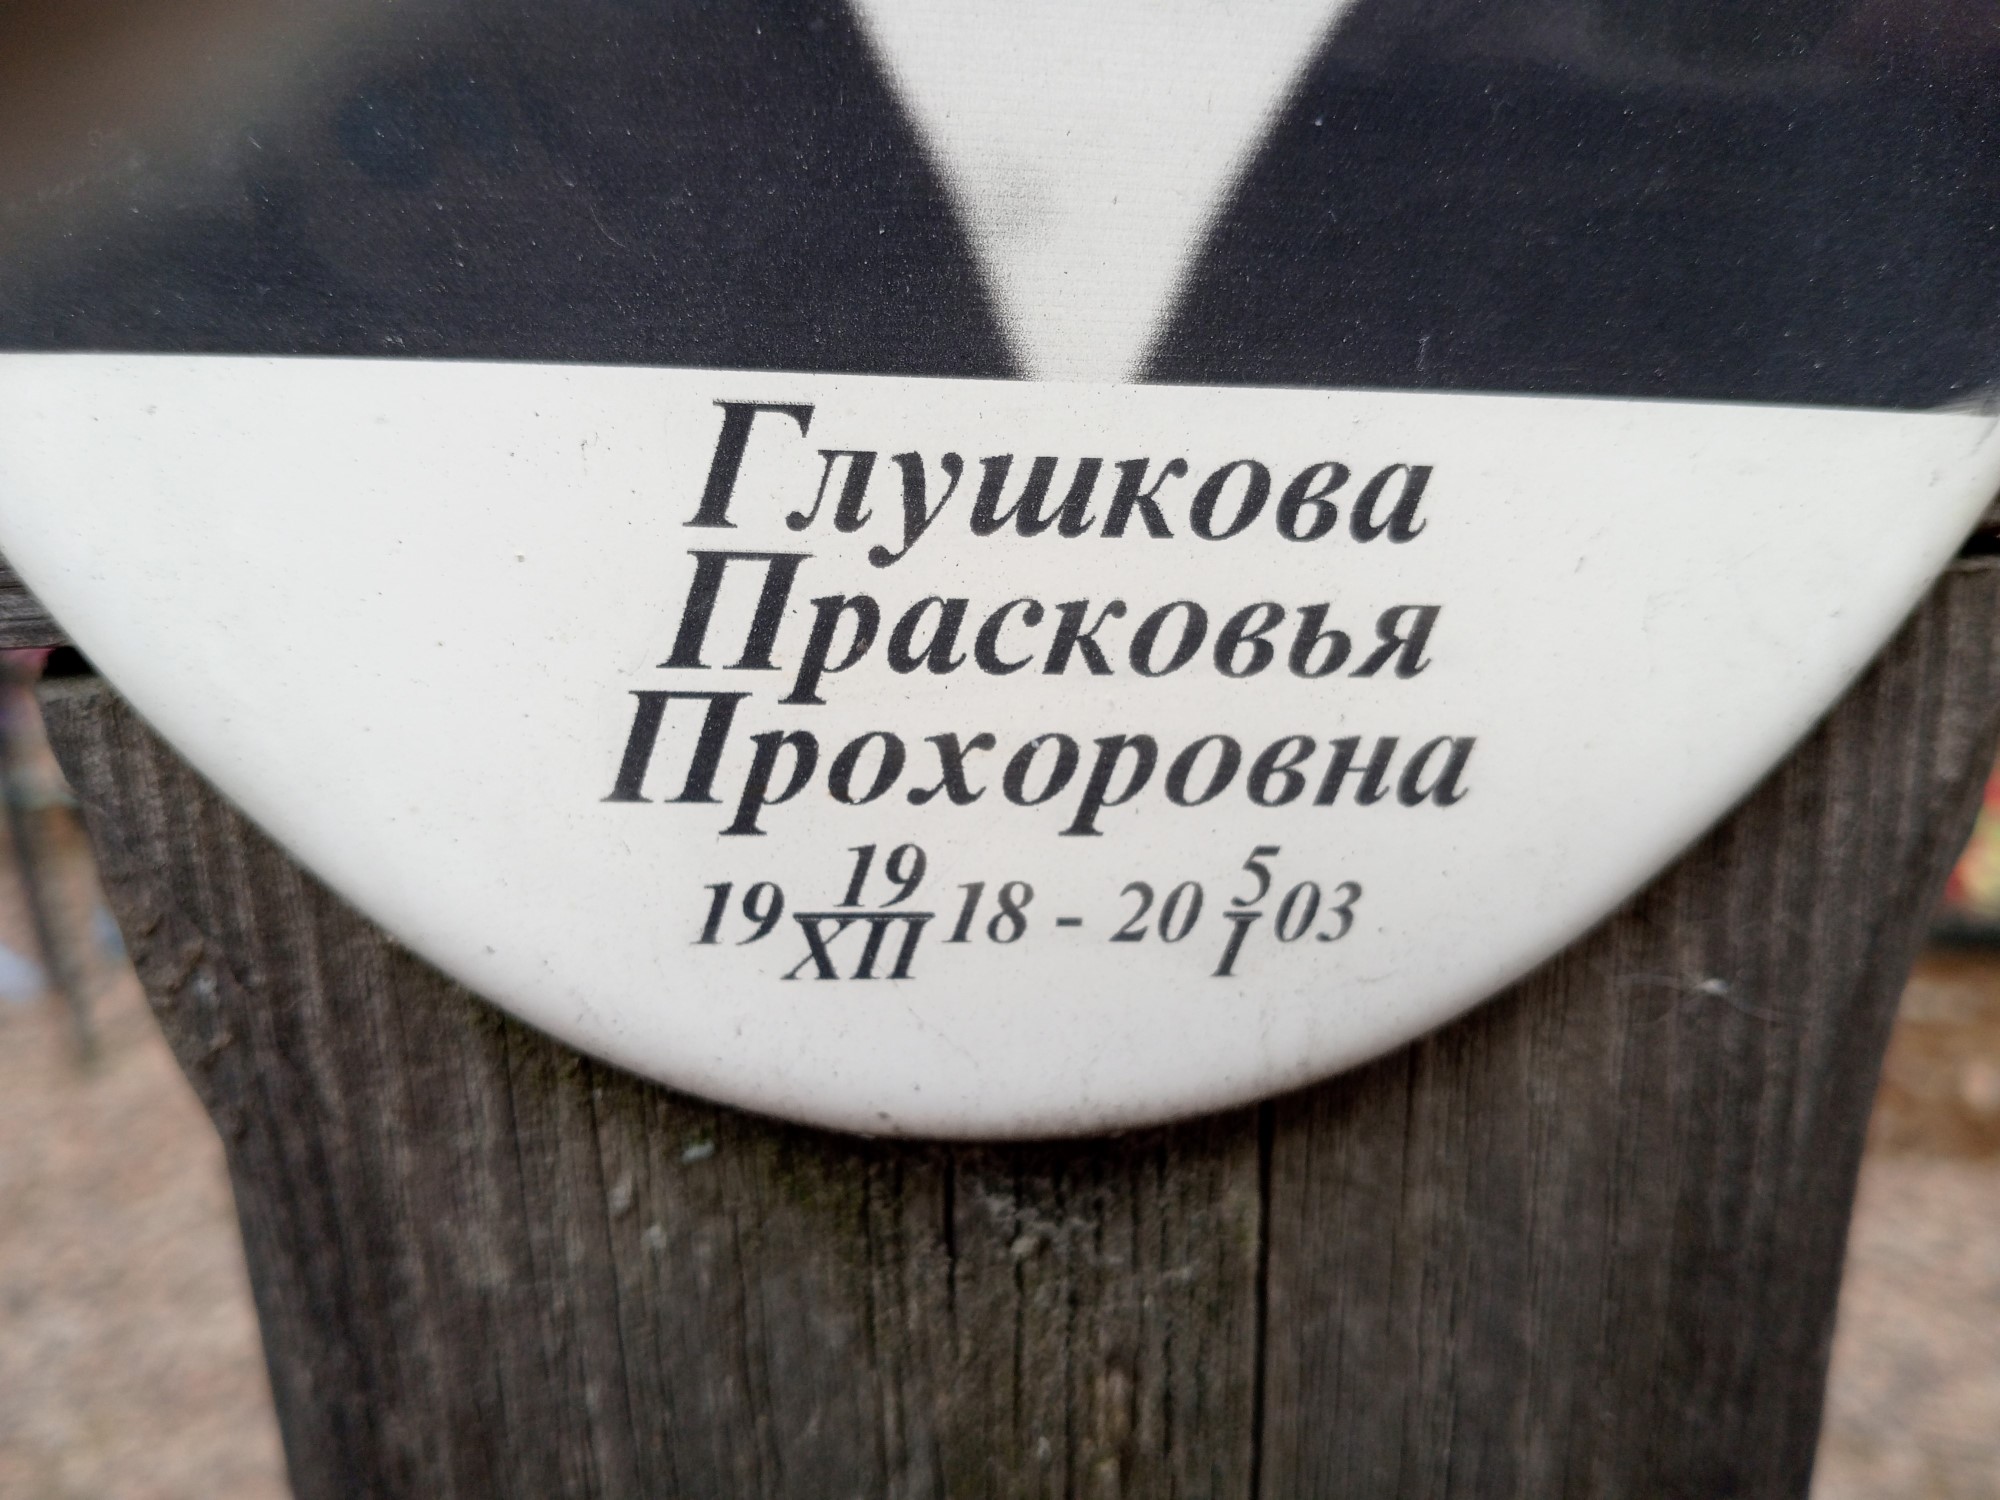 Глушкова
Прасковья
Прохоровна
19 19/XII 18 - 20 5/I 03